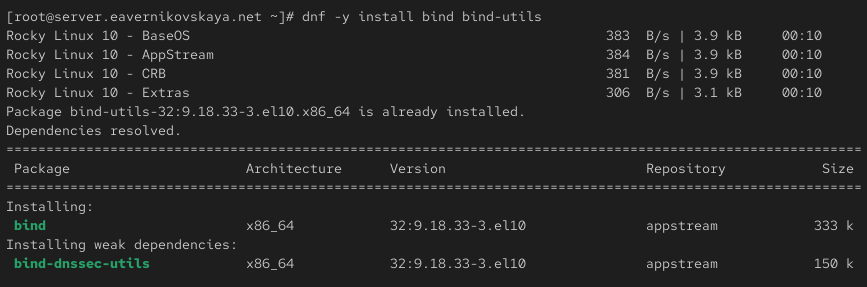 [root@server.eavernikovskaya.net ~]# dnf -y install bind bind-utils
Rocky Linux 10 - BaseOS                                                    383  B/s | 3.9 kB     00:10
Rocky Linux 10 - AppStream                                                 384  B/s | 3.9 kB     00:10
Rocky Linux 10 - CRB                                                       381  B/s | 3.9 kB     00:10
Rocky Linux 10 - Extras                                                    306  B/s | 3.1 kB     00:10
Package bind-utils-32:9.18.33-3.el10.x86_64 is already installed.
Dependencies resolved.
===========================================================================================================
 Package                      Architecture      Version                         Repository            Size
===========================================================================================================
Installing:
 bind                         x86_64            32:9.18.33-3.el10               appstream            333 k
Installing weak dependencies:
 bind-dnssec-utils            x86_64            32:9.18.33-3.el10               appstream            150 k